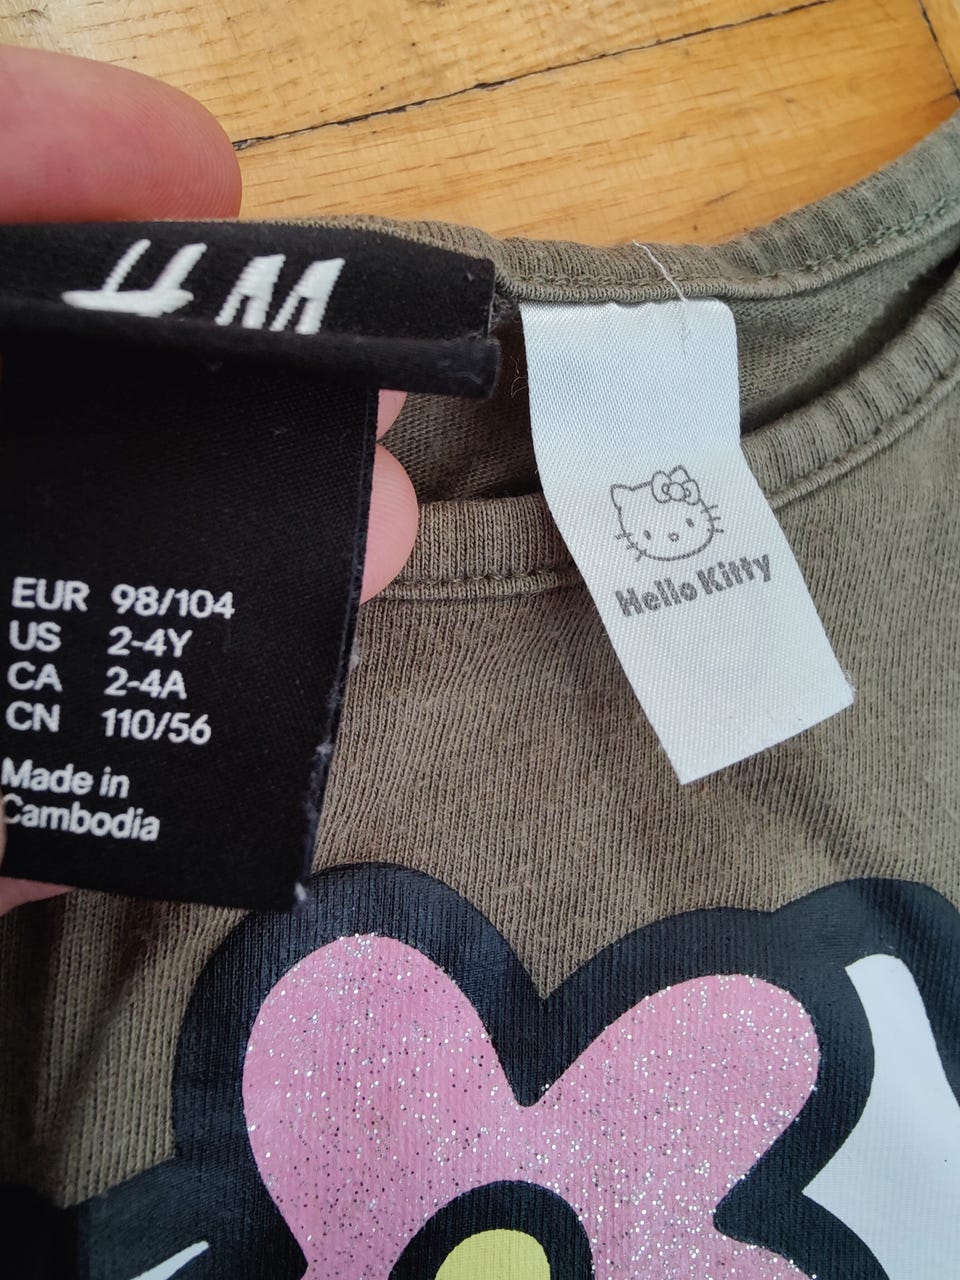 H&M
EUR 98/104
US 2-4Y
CA 2-4A
CN 110/56
Made in
Cambodia
Hello Kitty